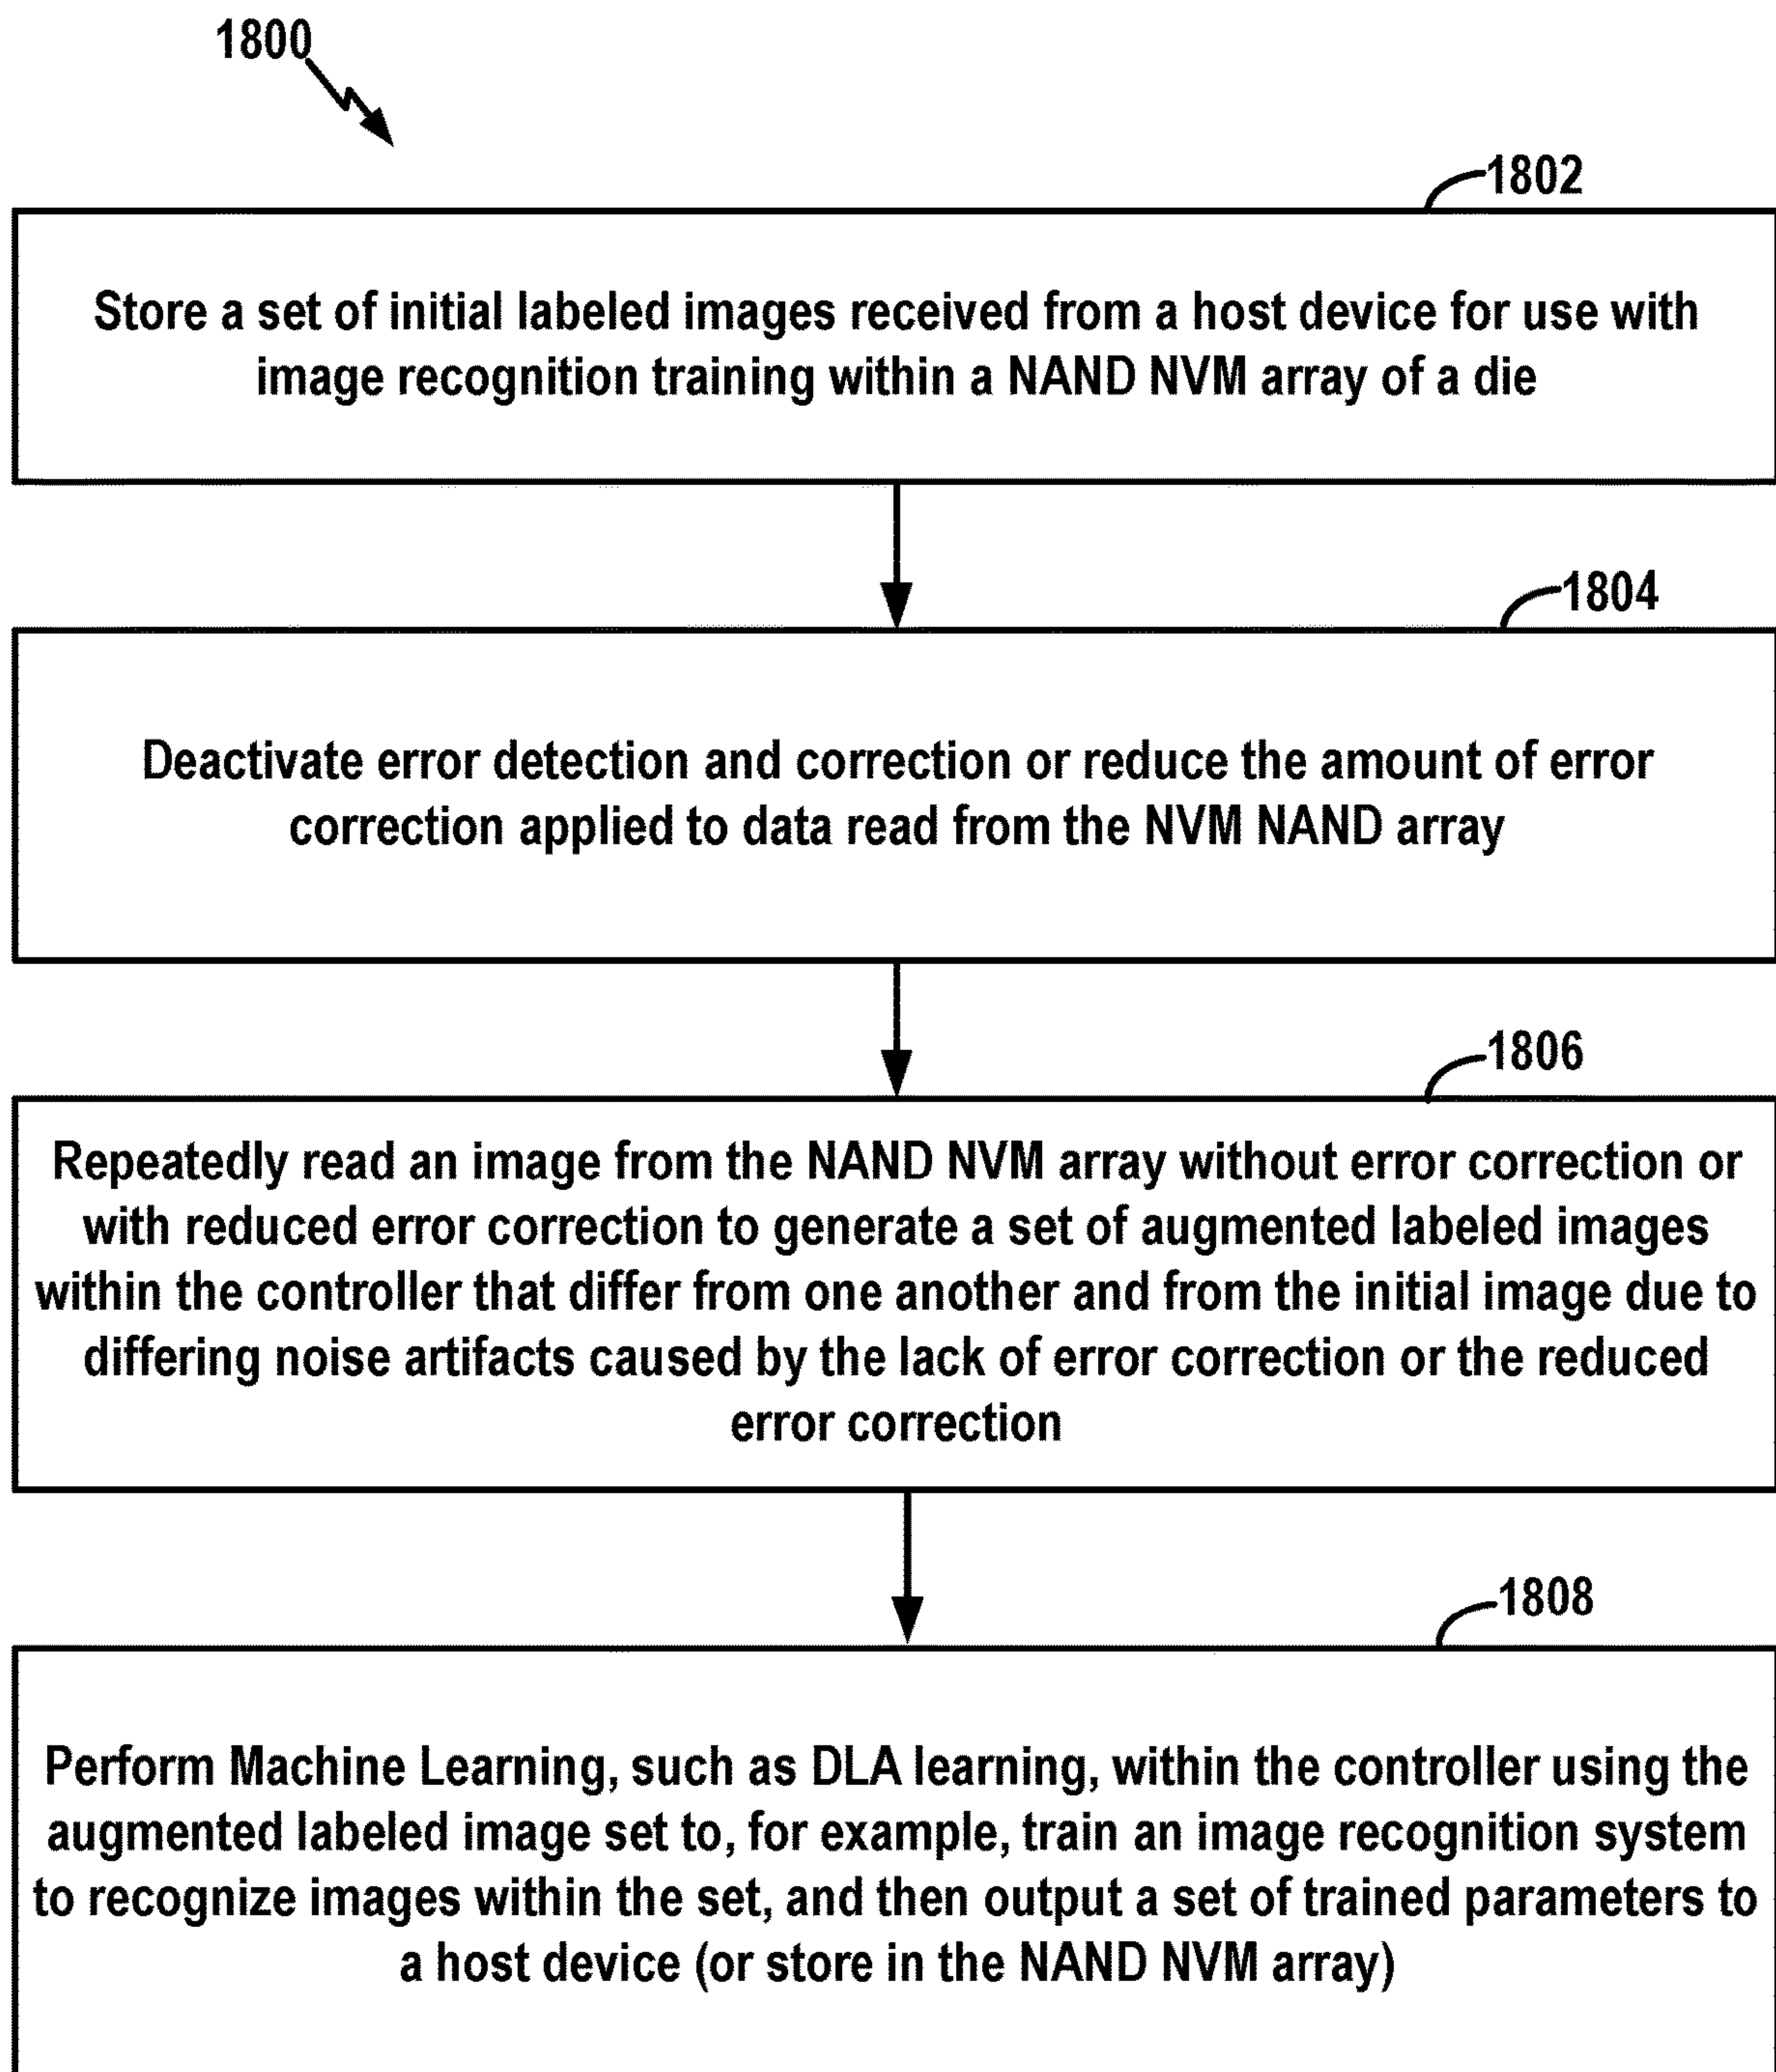 1800
1802
Store a set of initial labeled images received from a host device for use with
image recognition training within a NAND NVM array of a die
1804
Deactivate error detection and correction or reduce the amount of error
correction applied to data read from the NVM NAND array
1806
Repeatedly read an image from the NAND NVM array without error correction or
with reduced error correction to generate a set of augmented labeled images
within the controller that differ from one another and from the initial image due to
differing noise artifacts caused by the lack of error correction or the reduced
error correction
1808
Perform Machine Learning, such as DLA learning, within the controller using the
augmented labeled image set to, for example, train an image recognition system
to recognize images within the set, and then output a set of trained parameters to
a host device (or store in the NAND NVM array)